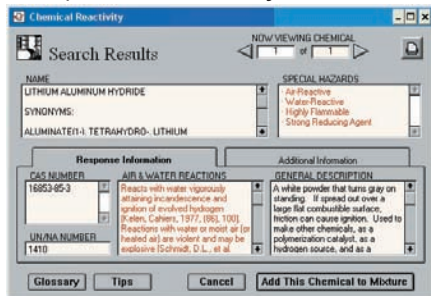 Chemical Reactivity
Search Results
NOW VIEWING CHEMICAL
1 of 1
NAME
LITHIUM ALUMINUM HYDRIDE
SYNONYMS:
ALUMINATE(1-), TETRAHYDRO-, LITHIUM
SPECIAL HAZARDS
· Air-Reactive
· Water-Reactive
· Highly Flammable
· Strong Reducing Agent
Response Information
Additional Information
CAS NUMBER
16853-85-3
UN/NA NUMBER
1410
AIR & WATER REACTIONS
Reacts with water vigorously
attaining incandescence and
ignition of evolved hydrogen
[Kelen, Cahiers, 1977, (86), 100].
Reactions with water or moist air (or
heated air) are violent and may be
explosive [Schmidt, D.L., et al.
GENERAL DESCRIPTION
A white powder that turns gray on
standing. If spread out over a
large flat combustible surface,
friction can cause ignition. Used to
make other chemicals, as a
polymerization catalyst, as a
hydrogen source, and as a
Glossary
Tips
Cancel
Add This Chemical to Mixture